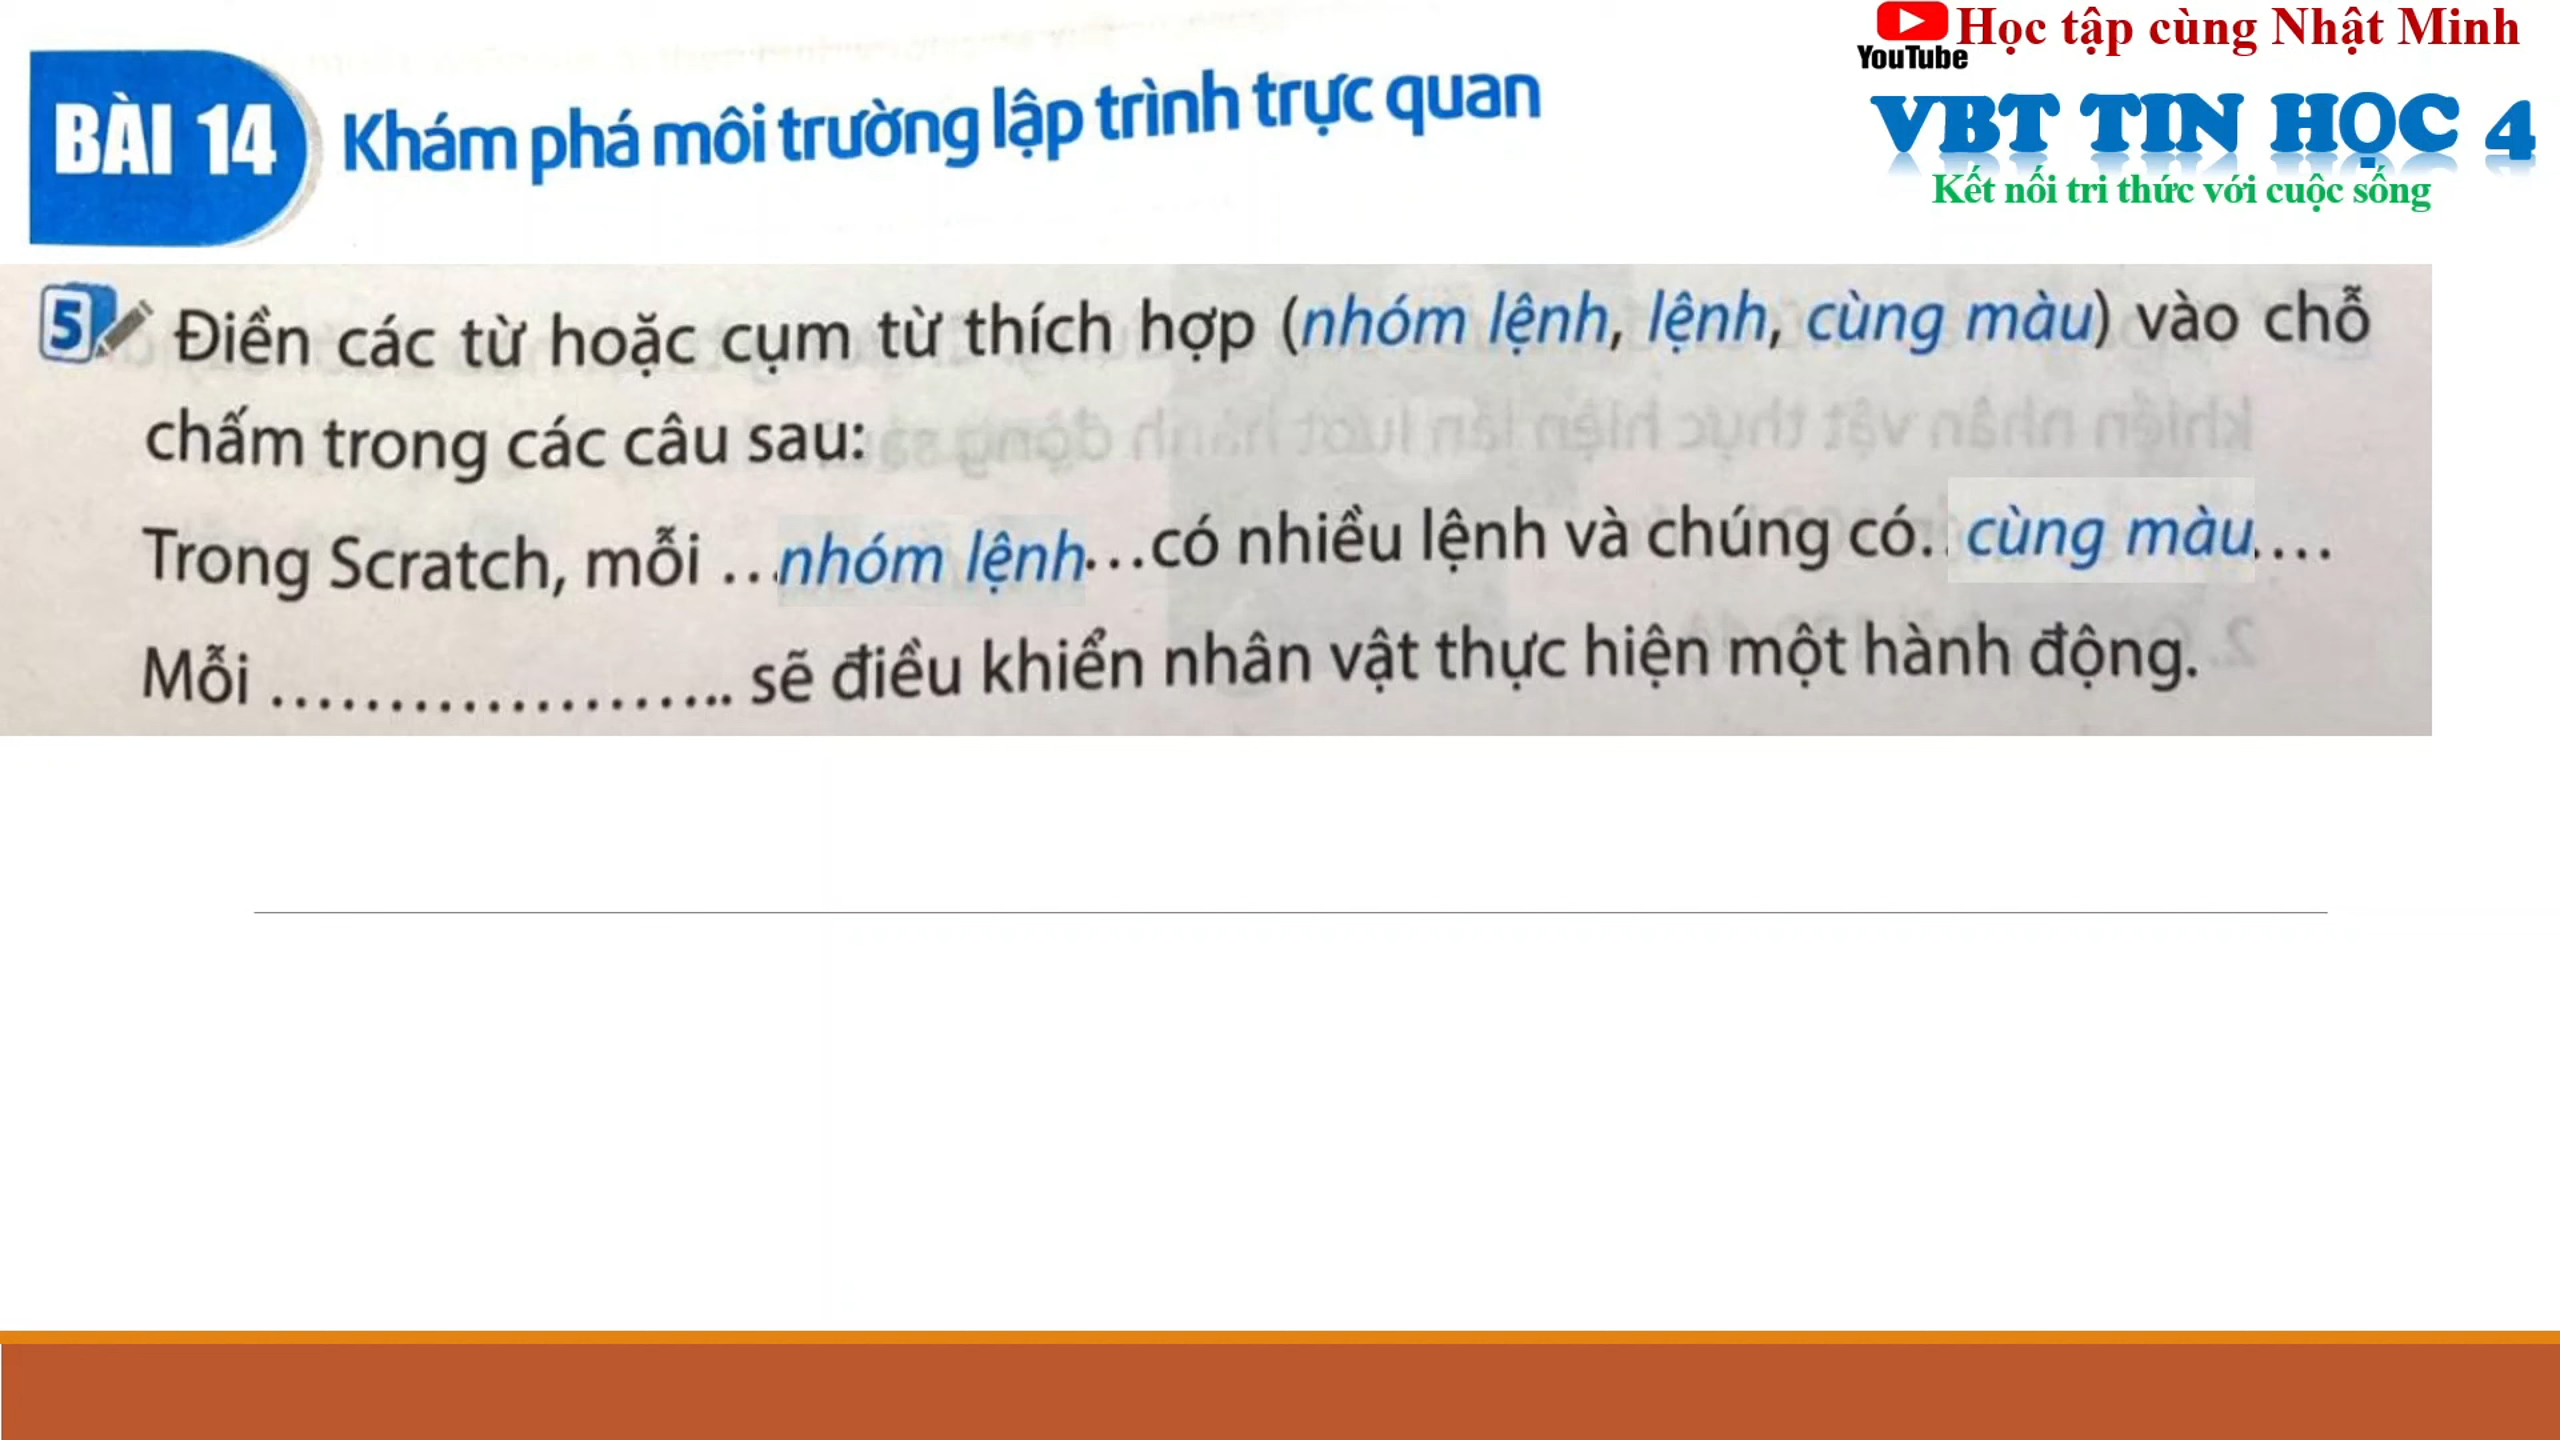 YouTube Học tập cùng Nhật Minh
VBT TIN HỌC 4
Kết nối tri thức với cuộc sống
BÀI 14 Khám phá môi trường lập trình trực quan
5 Điền các từ hoặc cụm từ thích hợp (nhóm lệnh, lệnh, cùng màu) vào chỗ
chấm trong các câu sau:
Trong Scratch, mỗi ...nhóm lệnh...có nhiều lệnh và chúng có.. cùng màu....
Mỗi .................... sẽ điều khiển nhân vật thực hiện một hành động.